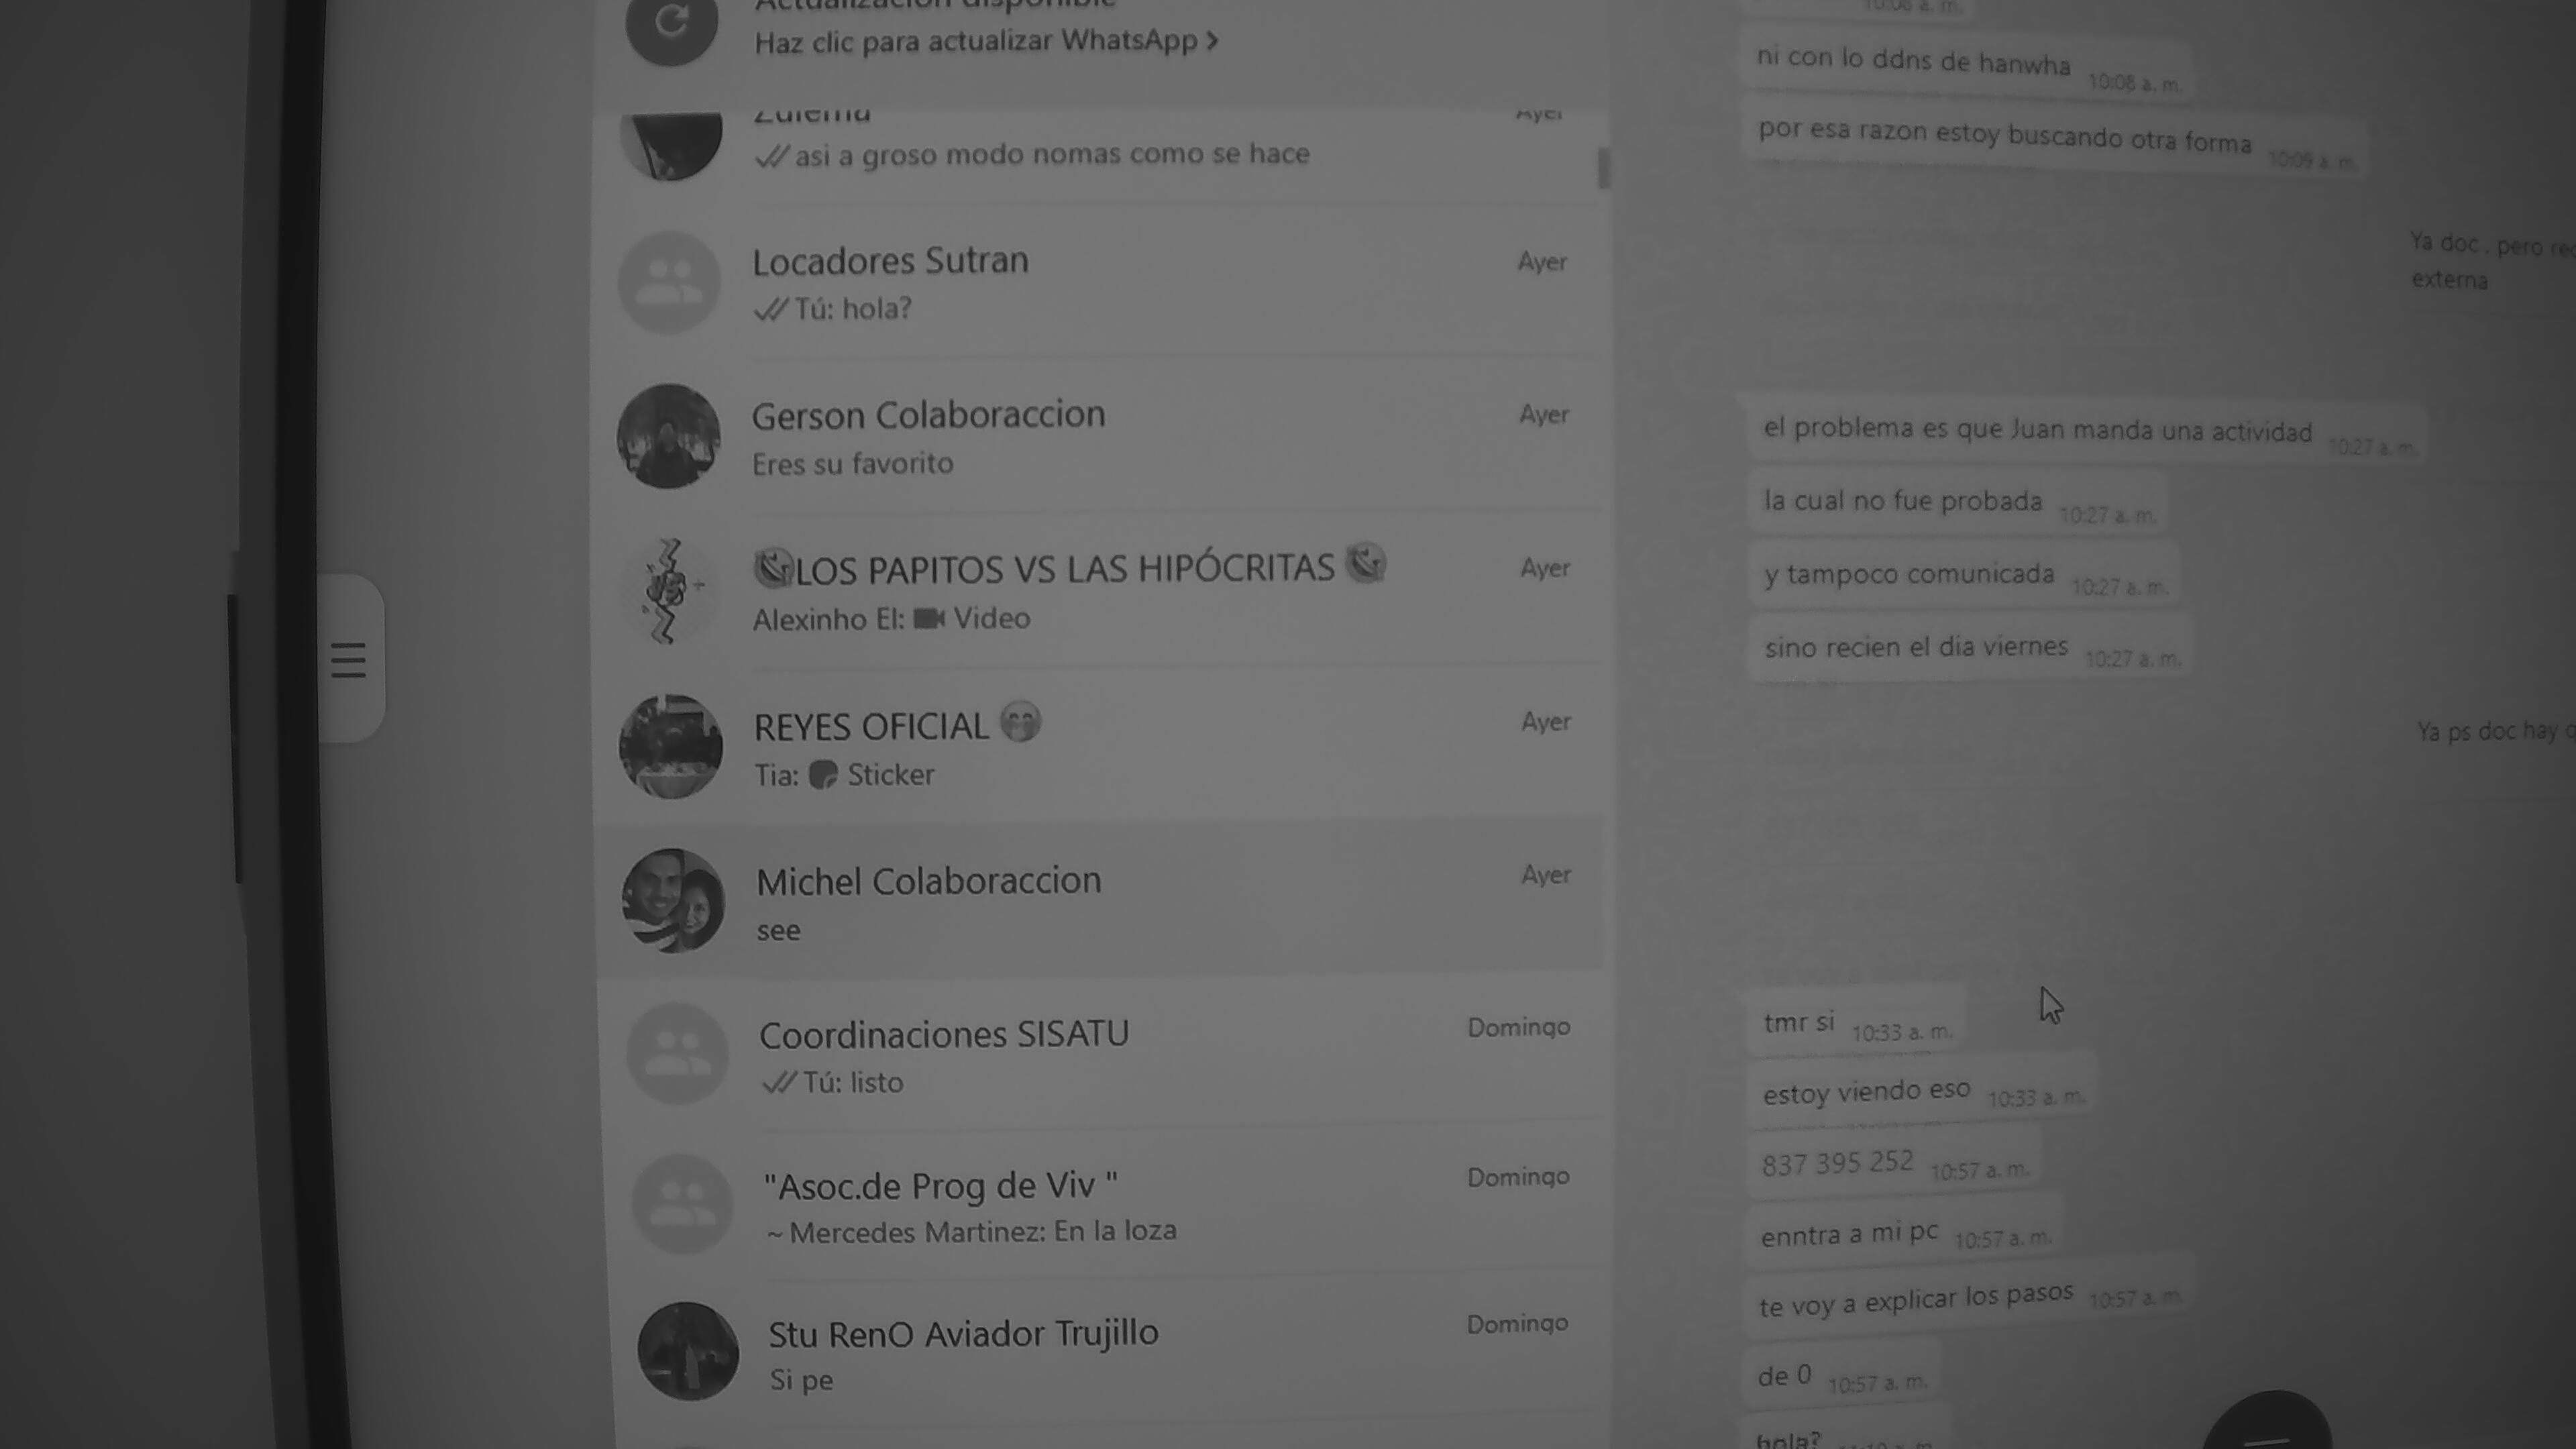 Actualización disponible
Haz clic para actualizar WhatsApp
Zulema
Ayer
asi a groso modo nomas como se hace
Locadores Sutran
Ayer
Tú: hola?
Gerson Colaboraccion
Ayer
Eres su favorito
LOS PAPITOS VS LAS HIPÓCRITAS
Ayer
Alexinho El: Video
REYES OFICIAL
Ayer
Tia: Sticker
Michel Colaboraccion
Ayer
see
Coordinaciones SISATU
Domingo
Tú: listo
"Asoc.de Prog de Viv "
Domingo
~ Mercedes Martinez: En la loza
Stu RenO Aviador Trujillo
Domingo
Si pe
10:08 a. m.
ni con lo ddns de hanwha 10:08 a. m.
por esa razon estoy buscando otra forma 10:09 a. m.
Ya doc . pero
externa
el problema es que Juan manda una actividad 10:27 a. m.
la cual no fue probada 10:27 a. m.
y tampoco comunicada 10:27 a. m.
sino recien el dia viernes 10:27 a. m.
Ya ps doc hay
tmr si 10:33 a. m.
estoy viendo eso 10:33 a. m.
837 395 252 10:57 a. m.
enntra a mi pc 10:57 a. m.
te voy a explicar los pasos 10:57 a. m.
de 0 10:57 a. m.
hola?